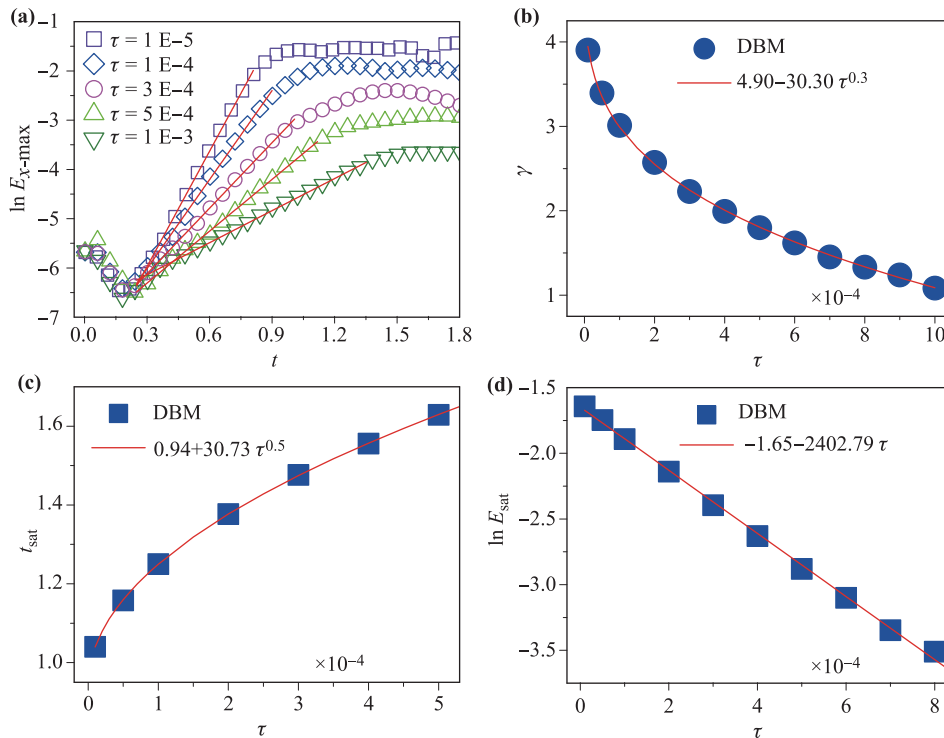 (a)
ln Eₓ-max
-1
-2
-3
-4
-5
-6
-7
τ = 1 E-5
τ = 1 E-4
τ = 3 E-4
τ = 5 E-4
τ = 1 E-3
0.0 0.3 0.6 0.9 1.2 1.5 1.8
t
(b)
γ
4
3
2
1
DBM
4.90-30.30 τ^0.3
×10^-4
0 2 4 6 8 10
τ
(c)
t_sat
1.6
1.4
1.2
1.0
DBM
0.94+30.73 τ^0.5
×10^-4
0 1 2 3 4 5
τ
(d)
ln E_sat
-1.5
-2.0
-2.5
-3.0
-3.5
DBM
-1.65-2402.79 τ
×10^-4
0 2 4 6 8
τ